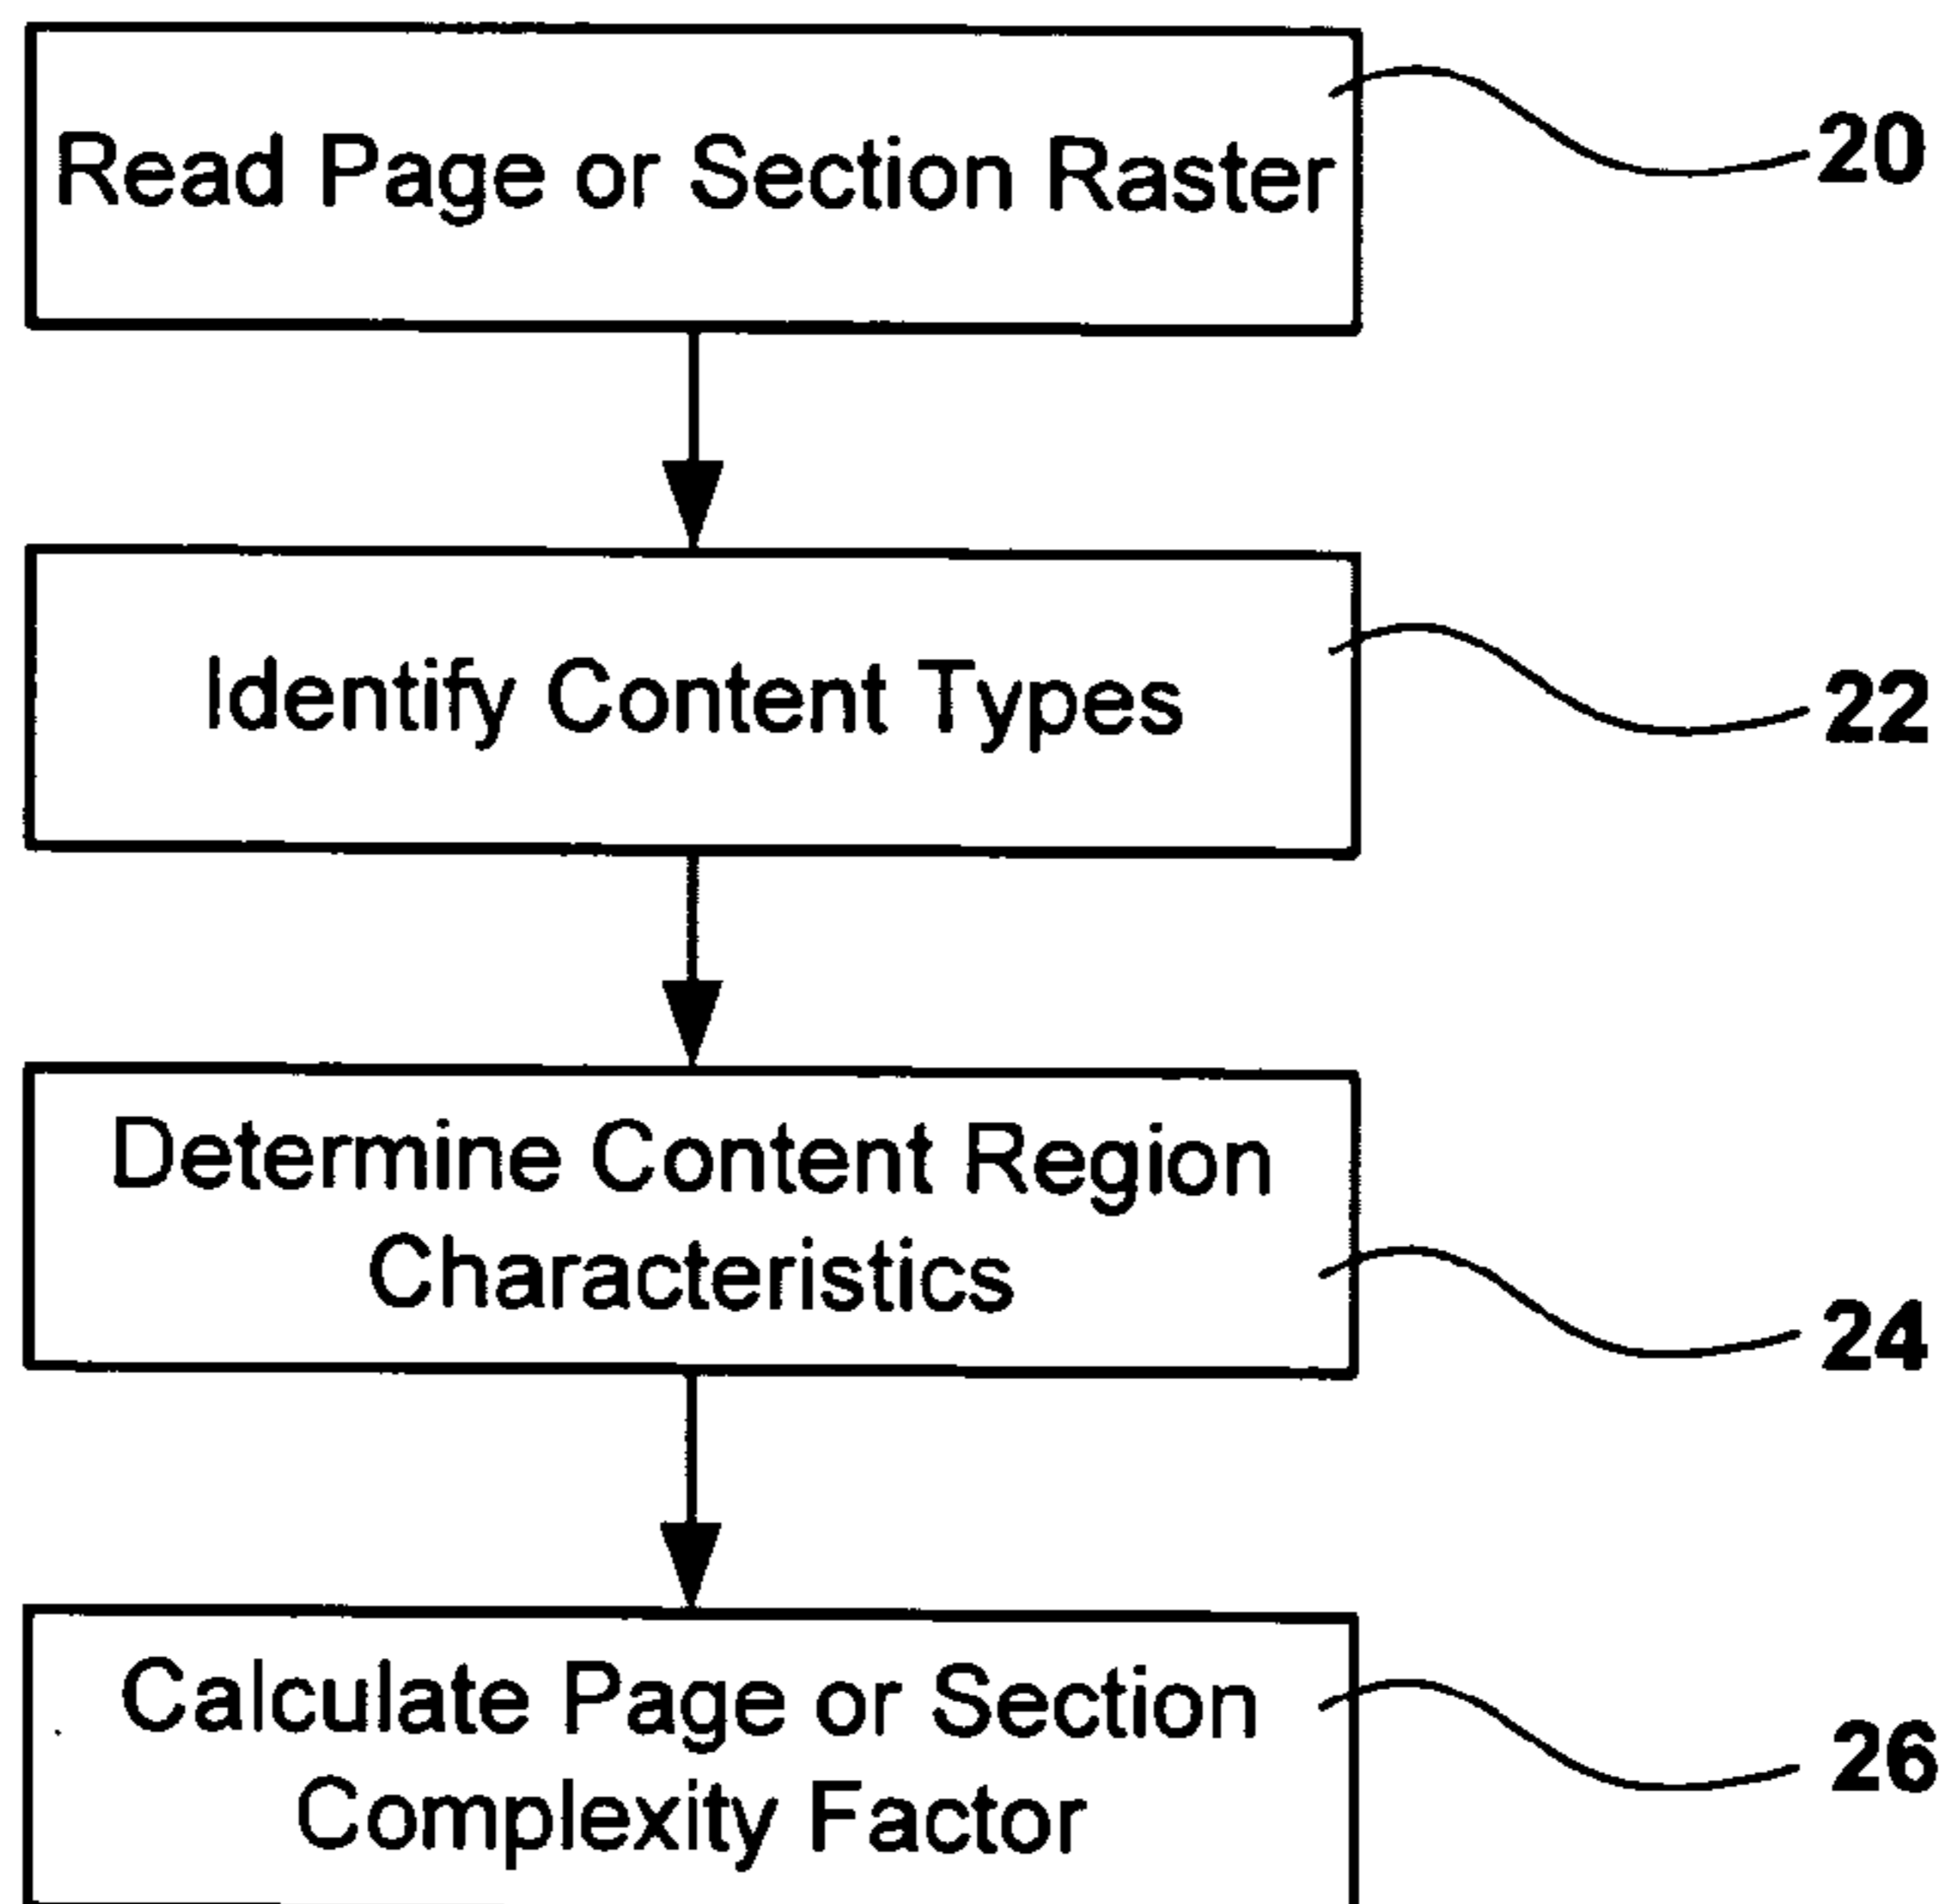 Read Page or Section Raster
20
Identify Content Types
22
Determine Content Region
Characteristics
24
Calculate Page or Section
Complexity Factor
26